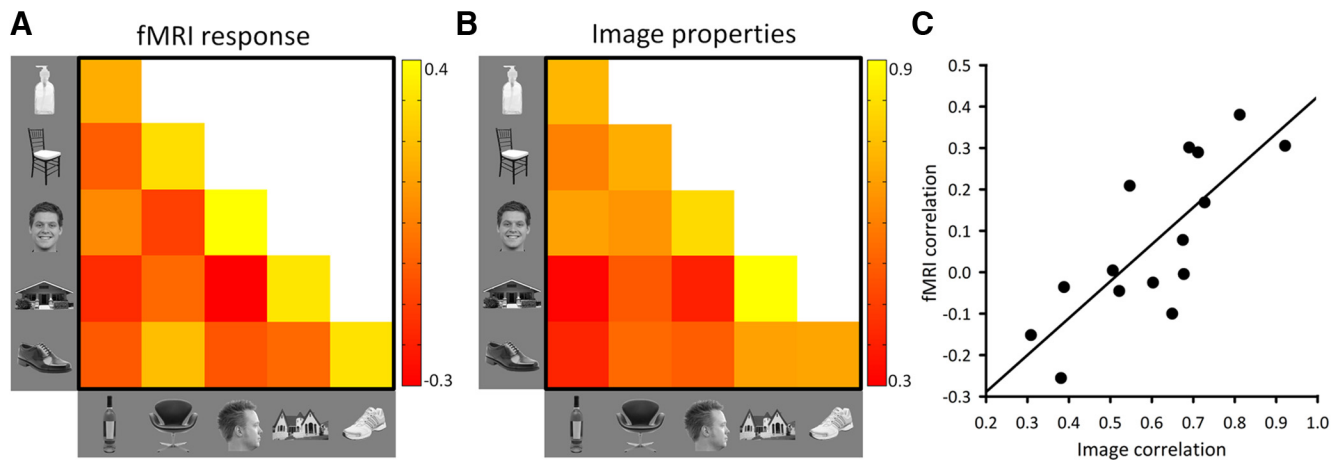 A
fMRI response
0.4
-0.3
B
Image properties
0.9
0.3
C
fMRI correlation
0.5
0.4
0.3
0.2
0.1
0.0
-0.1
-0.2
-0.3
0.2 0.3 0.4 0.5 0.6 0.7 0.8 0.9 1.0
Image correlation